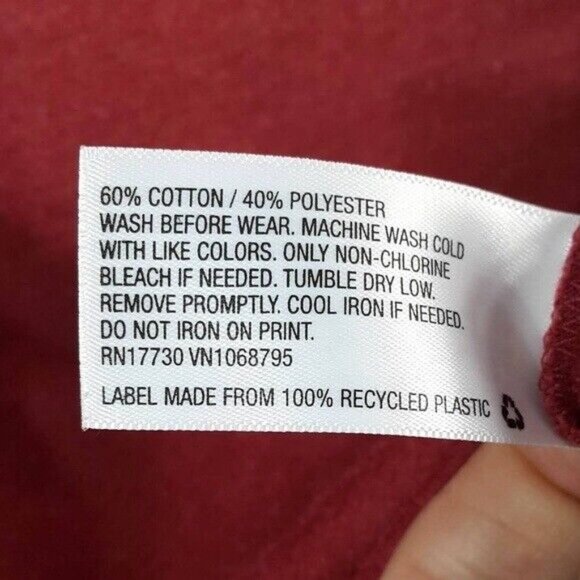 60% COTTON / 40% POLYESTER
WASH BEFORE WEAR. MACHINE WASH COLD
WITH LIKE COLORS. ONLY NON-CHLORINE
BLEACH IF NEEDED. TUMBLE DRY LOW.
REMOVE PROMPTLY. COOL IRON IF NEEDED.
DO NOT IRON ON PRINT.
RN17730 VN1068795
LABEL MADE FROM 100% RECYCLED PLASTIC